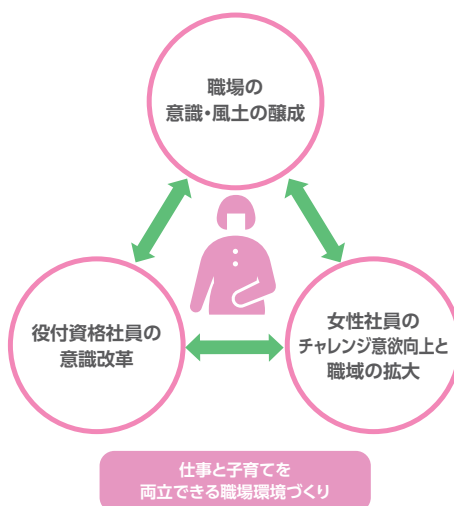 職場の
意識・風土の醸成
役付資格社員の
意識改革
女性社員の
チャレンジ意欲向上と
職域の拡大
仕事と子育てを
両立できる職場環境づくり